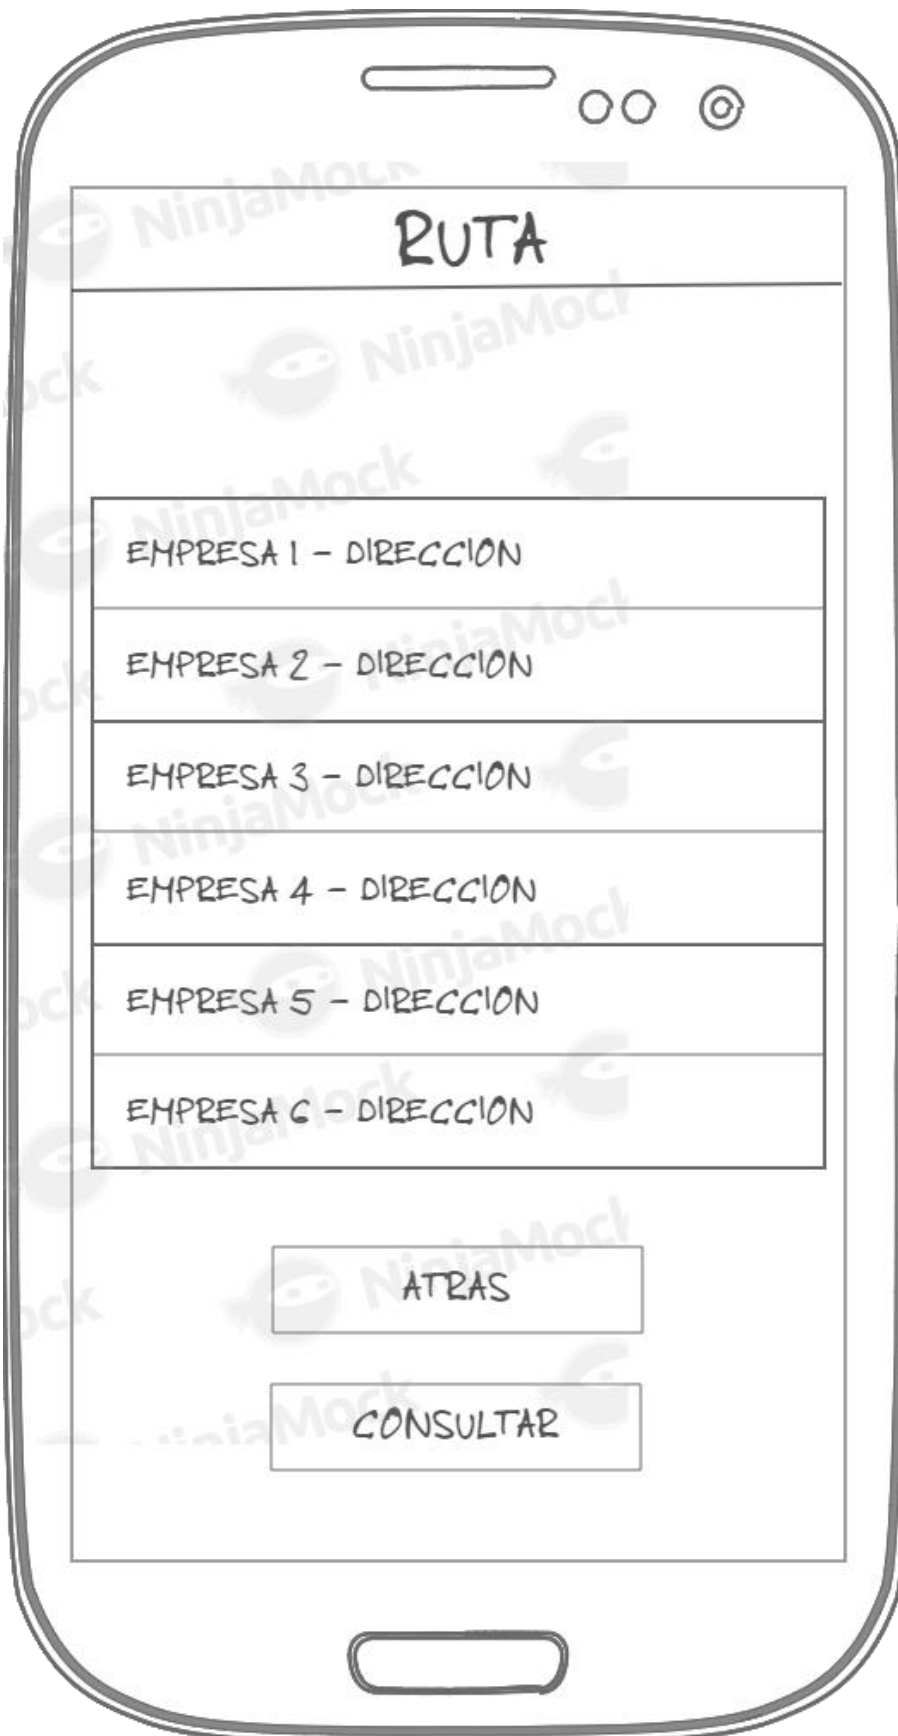 RUTA
EMPRESA 1 - DIRECCION
EMPRESA 2 - DIRECCION
EMPRESA 3 - DIRECCION
EMPRESA 4 - DIRECCION
EMPRESA 5 - DIRECCION
EMPRESA 6 - DIRECCION
ATRAS
CONSULTAR
NinjaMock